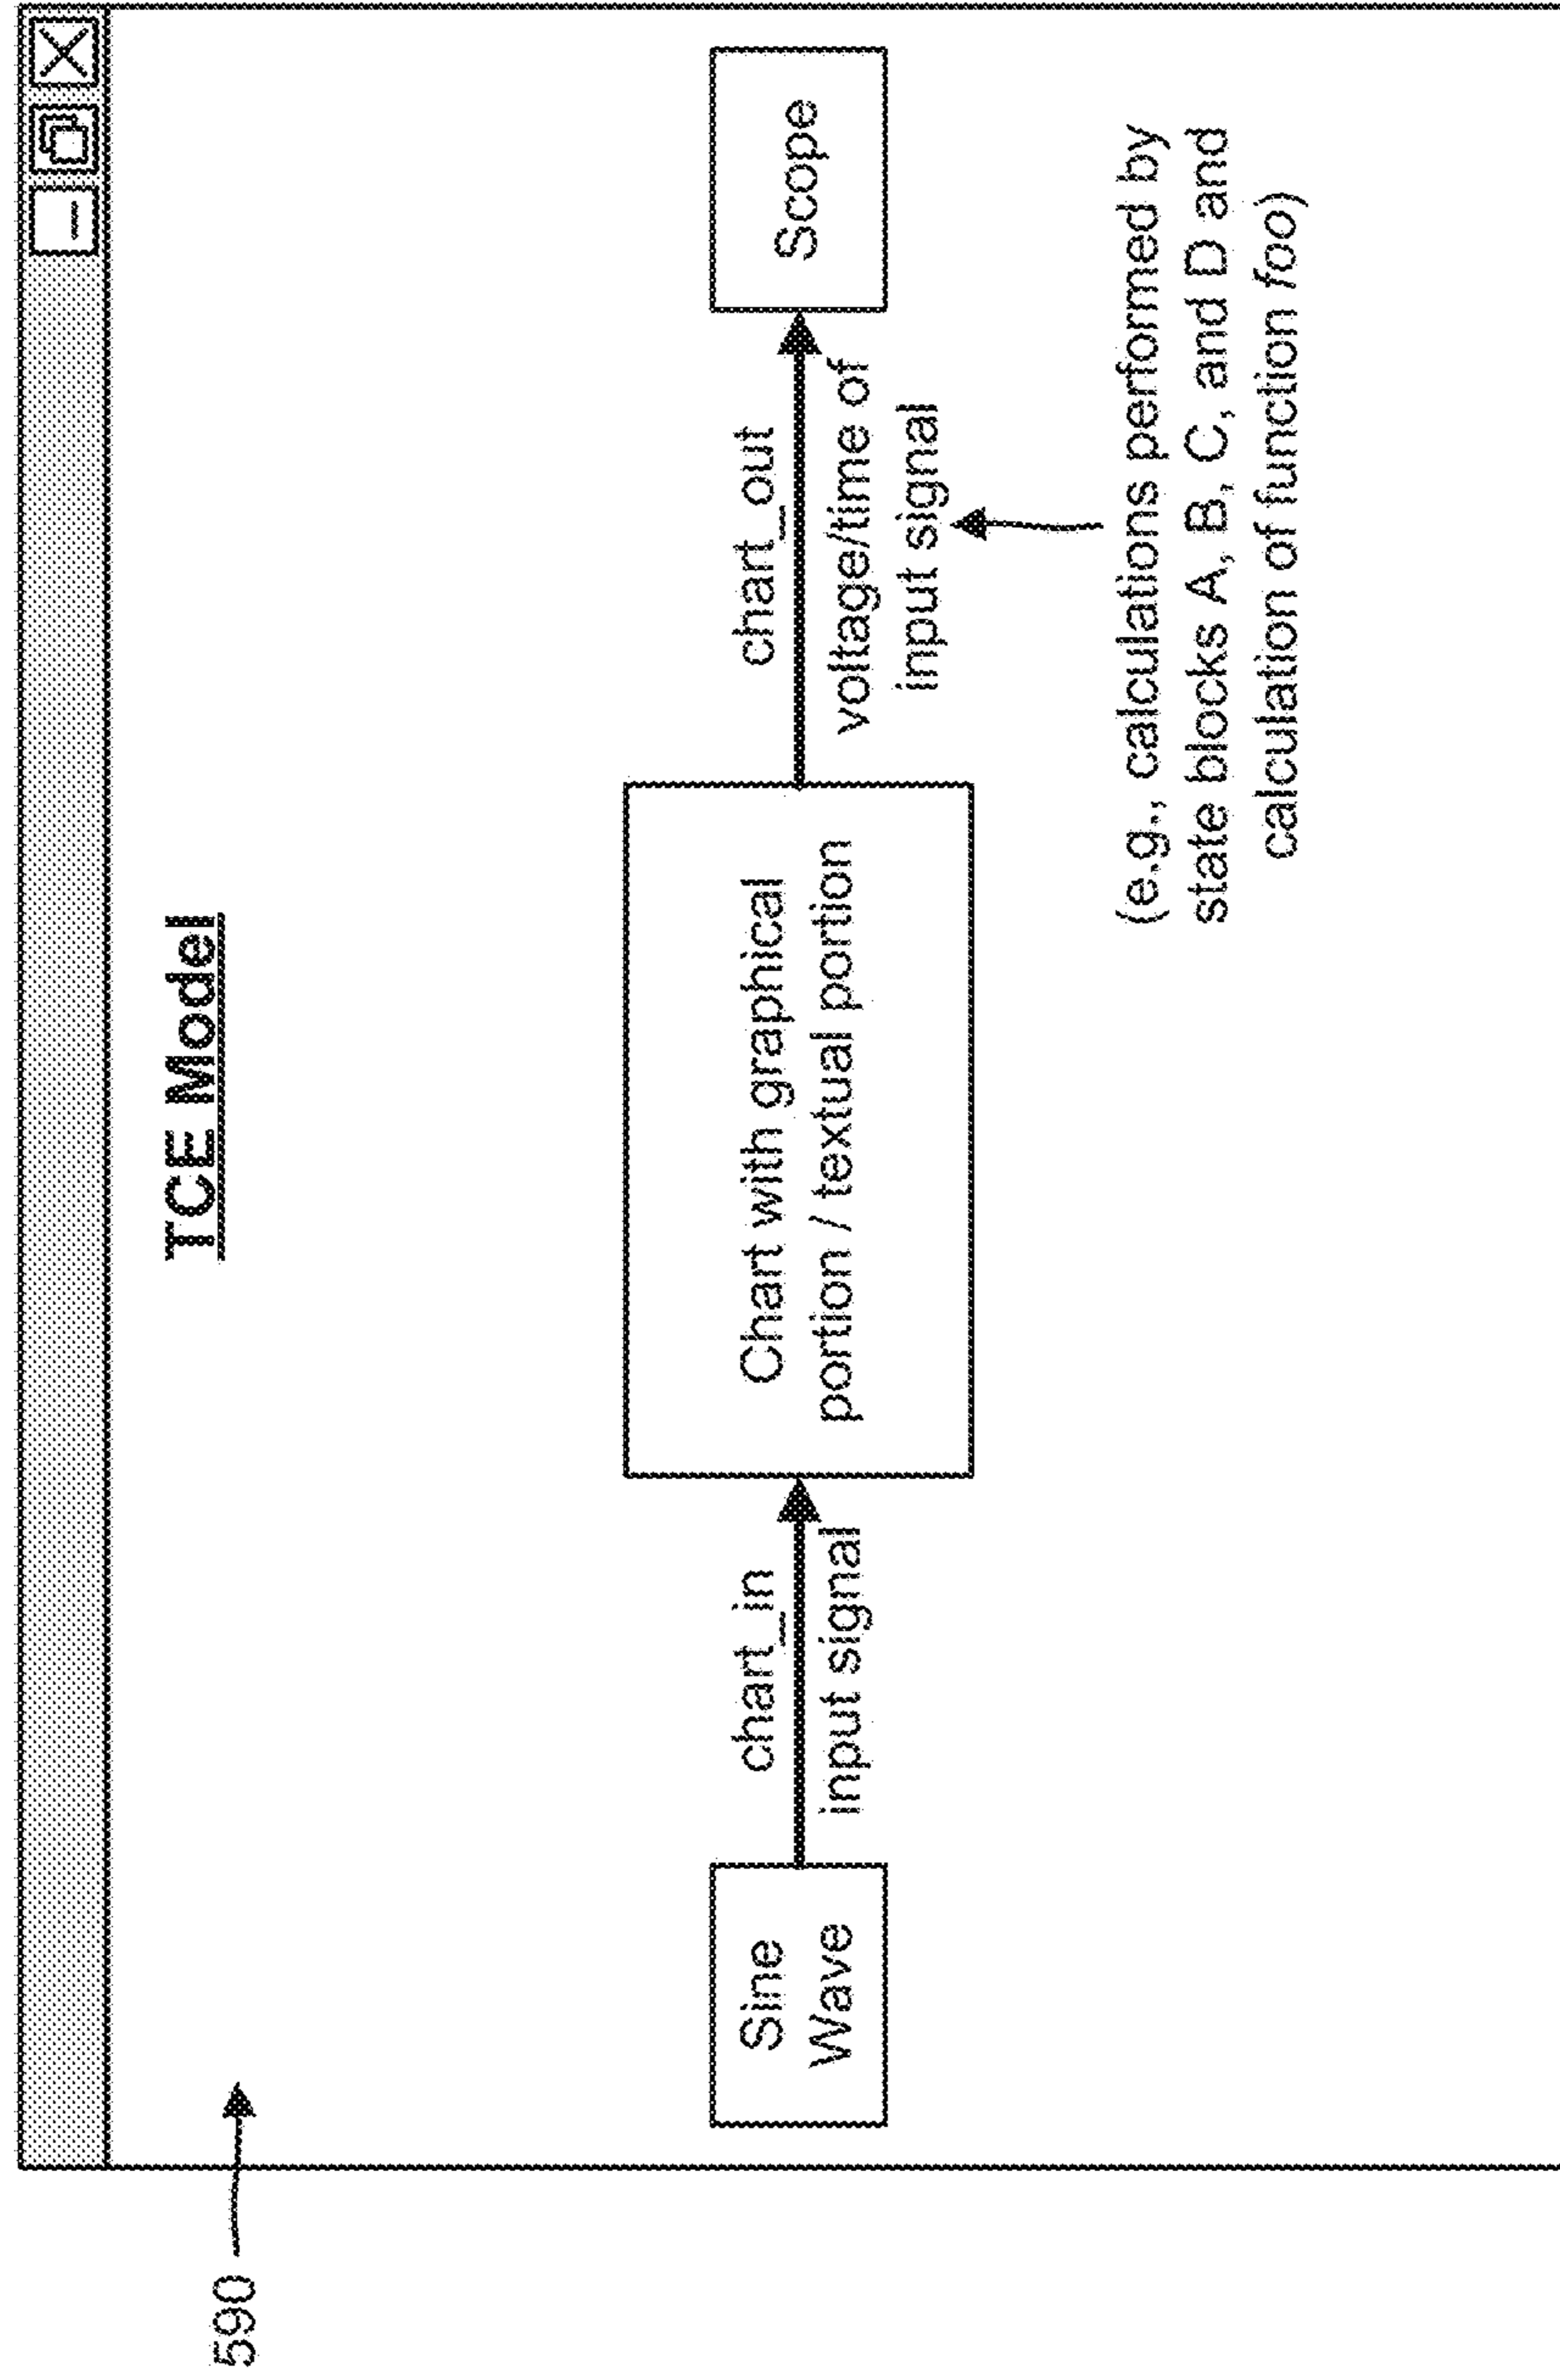 590
TCE Model
Sine
Wave
chart_in
input signal
Chart with graphical
portion / textual portion
chart_out
voltage/time of
input signal
Scope
(e.g., calculations performed by
state blocks A, B, C, and D and
calculation of function foo)